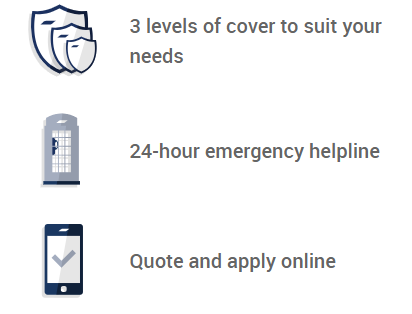 3 levels of cover to suit your
needs
24-hour emergency helpline
Quote and apply online